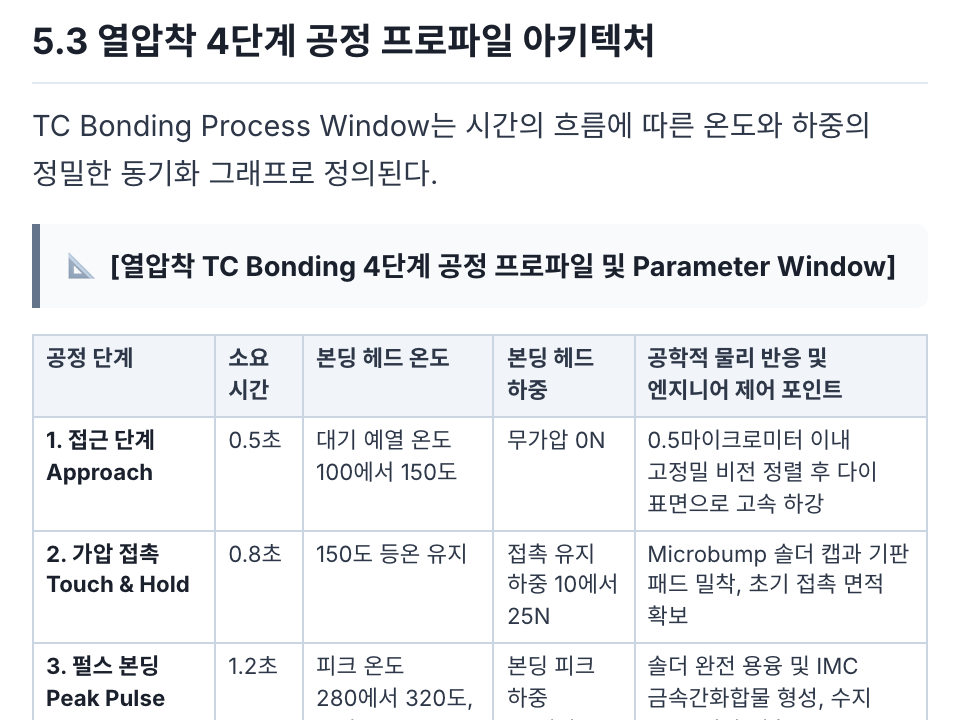 5.3 열압착 4단계 공정 프로파일 아키텍처
TC Bonding Process Window는 시간의 흐름에 따른 온도와 하중의
정밀한 동기화 그래프로 정의된다.
[열압착 TC Bonding 4단계 공정 프로파일 및 Parameter Window]
공정 단계
소요
시간
본딩 헤드 온도
본딩 헤드
하중
공학적 물리 반응 및
엔지니어 제어 포인트
1. 접근 단계
Approach
0.5초
대기 예열 온도
100에서 150도
무가압 0N
0.5마이크로미터 이내
고정밀 비전 정렬 후 다이
표면으로 고속 하강
2. 가압 접촉
Touch & Hold
0.8초
150도 등온 유지
접촉 유지
하중 10에서
25N
Microbump 솔더 캡과 기판
패드 밀착, 초기 접촉 면적
확보
3. 펄스 본딩
Peak Pulse
1.2초
피크 온도
280에서 320도,
본딩 피크
하중
솔더 완전 용융 및 IMC
금속간화합물 형성, 수지